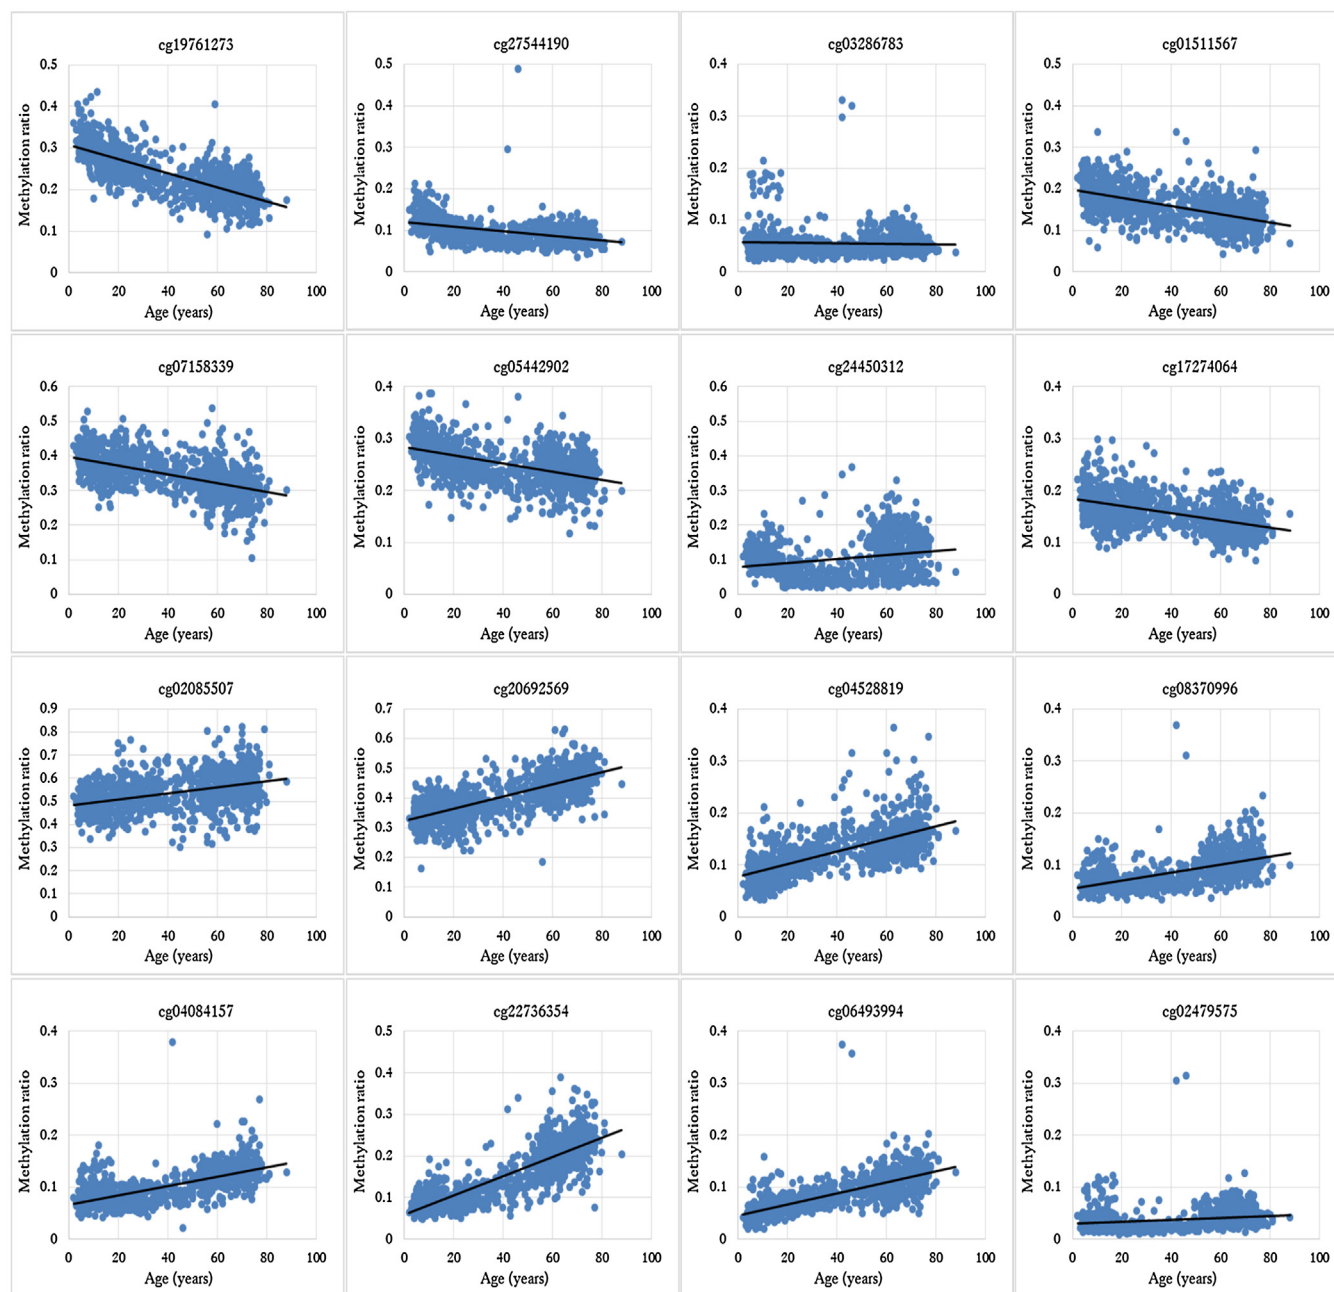 cg19761273
Methylation ratio
0.5
0.4
0.3
0.2
0.1
0
0 20 40 60 80 100
Age (years)
cg27544190
Methylation ratio
0.5
0.4
0.3
0.2
0.1
0
0 20 40 60 80 100
Age (years)
cg03286783
Methylation ratio
0.4
0.3
0.2
0.1
0
0 20 40 60 80 100
Age (years)
cg01511567
Methylation ratio
0.4
0.3
0.2
0.1
0
0 20 40 60 80 100
Age (years)
cg07158339
Methylation ratio
0.6
0.5
0.4
0.3
0.2
0.1
0
0 20 40 60 80 100
Age (years)
cg05442902
Methylation ratio
0.4
0.3
0.2
0.1
0
0 20 40 60 80 100
Age (years)
cg24450312
Methylation ratio
0.6
0.5
0.4
0.3
0.2
0.1
0
0 20 40 60 80 100
Age (years)
cg17274064
Methylation ratio
0.4
0.3
0.2
0.1
0
0 20 40 60 80 100
Age (years)
cg02085507
Methylation ratio
0.9
0.8
0.7
0.6
0.5
0.4
0.3
0.2
0.1
0
0 20 40 60 80 100
Age (years)
cg20692569
Methylation ratio
0.7
0.6
0.5
0.4
0.3
0.2
0.1
0
0 20 40 60 80 100
Age (years)
cg04528819
Methylation ratio
0.4
0.3
0.2
0.1
0
0 20 40 60 80 100
Age (years)
cg08370996
Methylation ratio
0.4
0.3
0.2
0.1
0
0 20 40 60 80 100
Age (years)
cg04084157
Methylation ratio
0.4
0.3
0.2
0.1
0
0 20 40 60 80 100
Age (years)
cg22736354
Methylation ratio
0.5
0.4
0.3
0.2
0.1
0
0 20 40 60 80 100
Age (years)
cg06493994
Methylation ratio
0.4
0.3
0.2
0.1
0
0 20 40 60 80 100
Age (years)
cg02479575
Methylation ratio
0.4
0.3
0.2
0.1
0
0 20 40 60 80 100
Age (years)